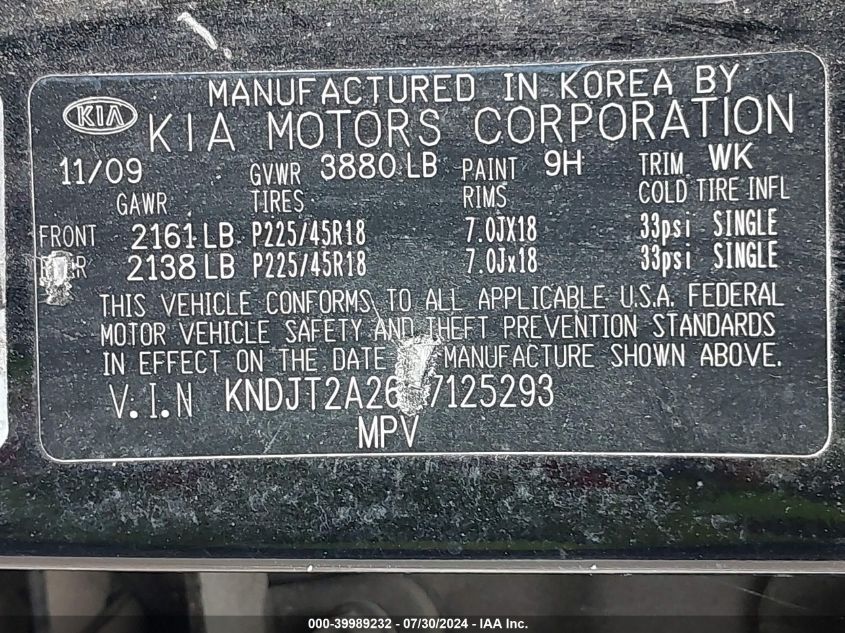 MANUFACTURED IN KOREA BY
KIA KIA MOTORS CORPORATION
11/09 GVWR 3880 LB PAINT 9H TRIM WK
GAWR TIRES RIMS COLD TIRE INFL
FRONT 2161 LB P225/45R18 7.0JX18 33psi SINGLE
2138 LB P225/45R18 7.0Jx18 33psi SINGLE
THIS VEHICLE CONFORMS TO ALL APPLICABLE U.S.A. FEDERAL
MOTOR VEHICLE SAFETY AND THEFT PREVENTION STANDARDS
IN EFFECT ON THE DATE MANUFACTURE SHOWN ABOVE.
V.I.N
MPV
000-39989232 - 07/30/2024 - IAA Inc.